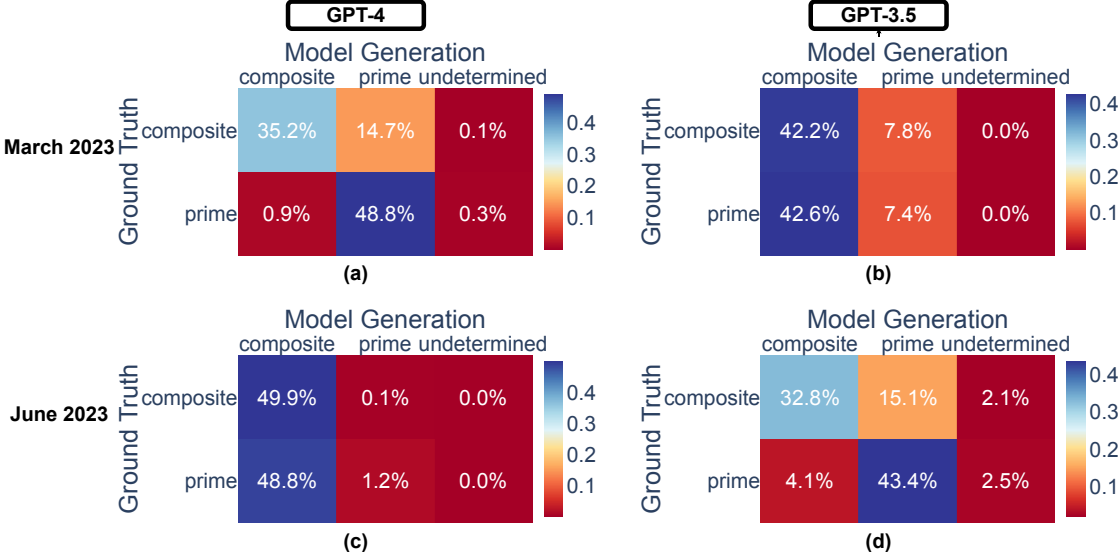 GPT-4
GPT-3.5
Model Generation
composite prime undetermined
March 2023
Ground Truth
composite 35.2% 14.7% 0.1%
prime 0.9% 48.8% 0.3%
0.4
0.3
0.2
0.1
(a)
Model Generation
composite prime undetermined
Ground Truth
composite 42.2% 7.8% 0.0%
prime 42.6% 7.4% 0.0%
0.4
0.3
0.2
0.1
(b)
Model Generation
composite prime undetermined
June 2023
Ground Truth
composite 49.9% 0.1% 0.0%
prime 48.8% 1.2% 0.0%
0.4
0.3
0.2
0.1
(c)
Model Generation
composite prime undetermined
Ground Truth
composite 32.8% 15.1% 2.1%
prime 4.1% 43.4% 2.5%
0.4
0.3
0.2
0.1
(d)